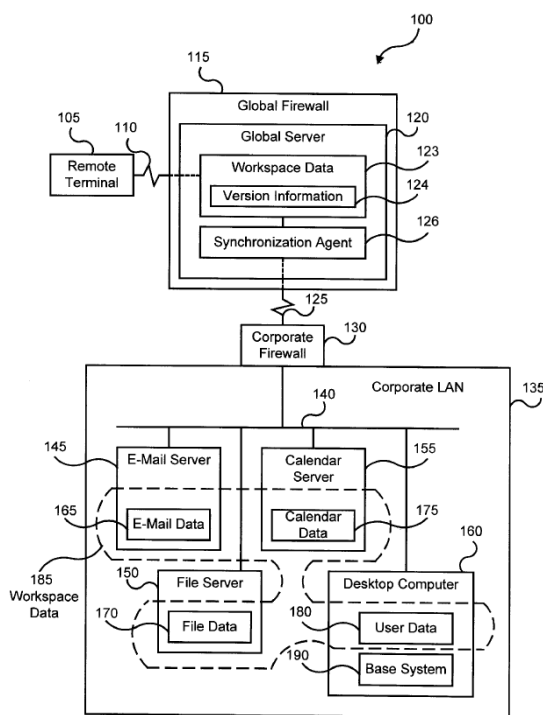 100
115
Global Firewall
105
110
Global Server
120
Remote
Terminal
Workspace Data
123
Version Information
124
Synchronization Agent
126
125
Corporate
Firewall
130
Corporate LAN
135
140
145
E-Mail Server
Calendar
Server
155
165
E-Mail Data
Calendar
Data
175
160
185
Workspace
Data
150
File Server
Desktop Computer
170
File Data
180
User Data
190
Base System